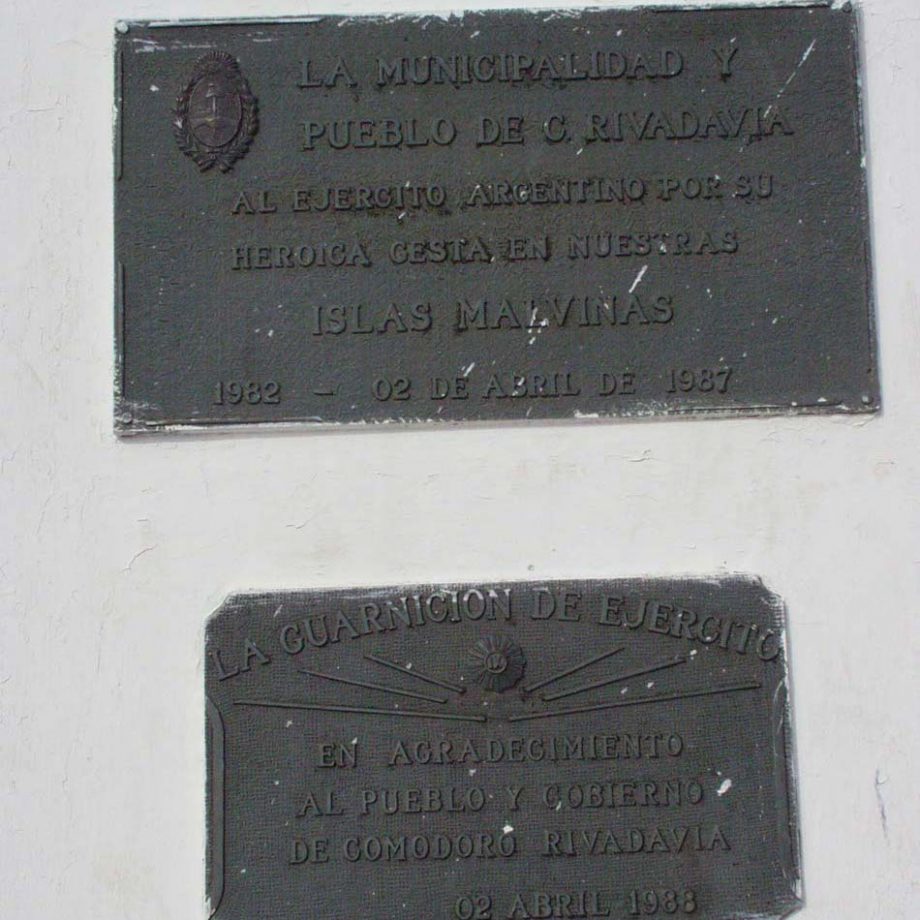 LA MUNICIPALIDAD Y
PUEBLO DE C. RIVADAVIA
AL EJERCITO ARGENTINO POR SU
HEROICA GESTA EN NUESTRAS
ISLAS MALVINAS
1982 - 02 DE ABRIL DE 1987
LA GUARNICION DE EJERCITO
EN AGRADECIMIENTO
AL PUEBLO Y GOBIERNO
DE COMODORO RIVADAVIA
02 ABRIL 1988